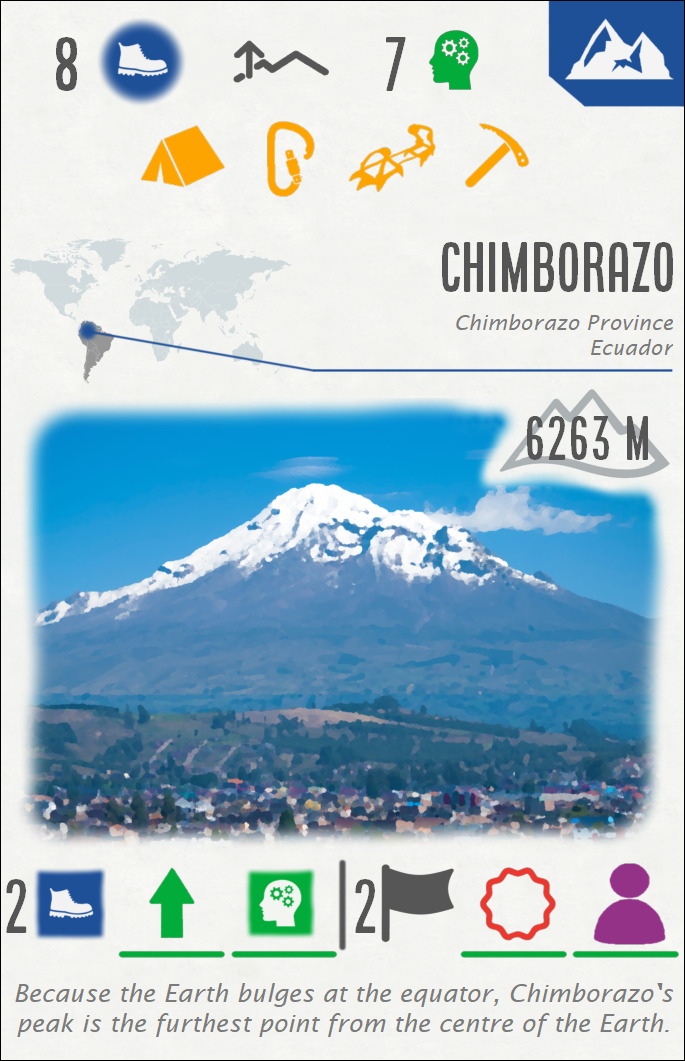 8 7
CHIMBORAZO
Chimborazo Province
Ecuador
6263 M
2 2
Because the Earth bulges at the equator, Chimborazo's
peak is the furthest point from the centre of the Earth.